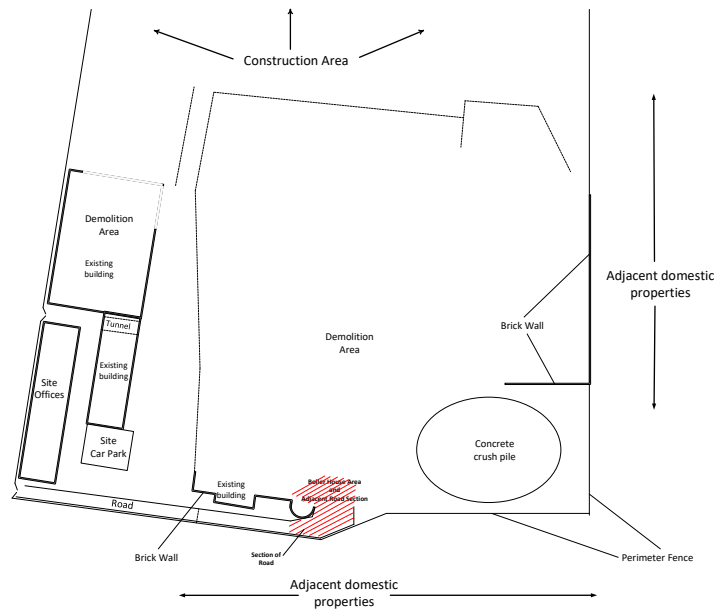 Construction Area
Demolition
Area
Existing
building
Adjacent domestic
properties
Tunnel
Brick Wall
Demolition
Area
Existing
building
Site
Offices
Site
Car Park
Concrete
crush pile
Existing
building
Boiler House Area
and
Adjacent Road Section
Road
Brick Wall
Section of
Road
Perimeter Fence
Adjacent domestic
properties